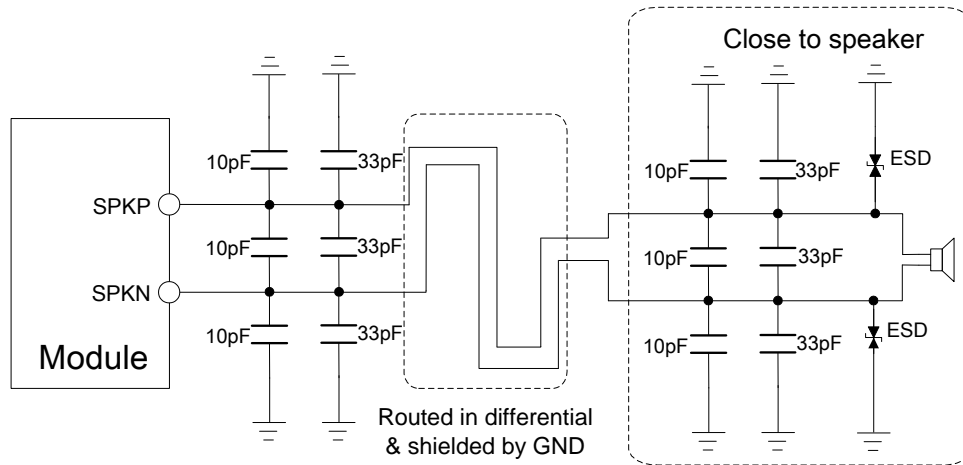 Close to speaker
10pF
33pF
10pF
33pF
ESD
SPKP
10pF
33pF
10pF
33pF
SPKN
10pF
33pF
10pF
33pF
ESD
Module
Routed in differential
& shielded by GND